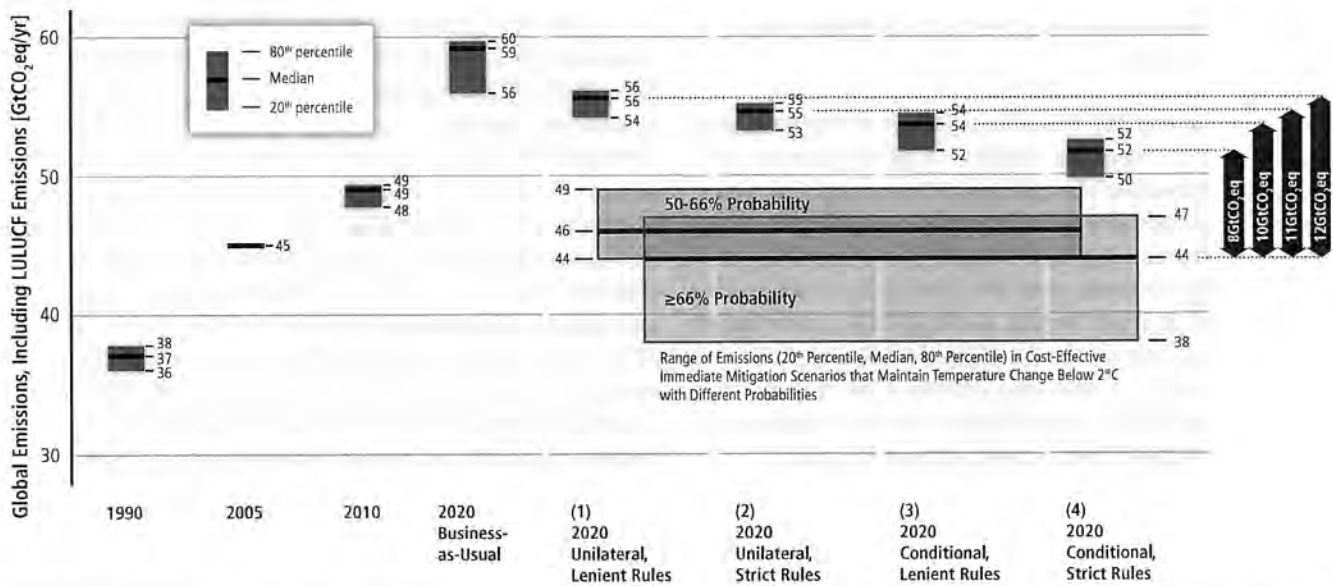 Global Emissions, Including LULUCF Emissions [GtCO2eq/yr]
60
50
40
30
80th percentile
Median
20th percentile
38
37
36
45
49
49
48
60
59
56
56
56
54
55
55
53
54
54
52
52
52
50
49
46
44
50-66% Probability
≥66% Probability
47
44
38
8GtCO2eq
10GtCO2eq
11GtCO2eq
12GtCO2eq
Range of Emissions (20th Percentile, Median, 80th Percentile) in Cost-Effective
Immediate Mitigation Scenarios that Maintain Temperature Change Below 2°C
with Different Probabilities
1990
2005
2010
2020
Business-
as-Usual
(1)
2020
Unilateral,
Lenient Rules
(2)
2020
Unilateral,
Strict Rules
(3)
2020
Conditional,
Lenient Rules
(4)
2020
Conditional,
Strict Rules